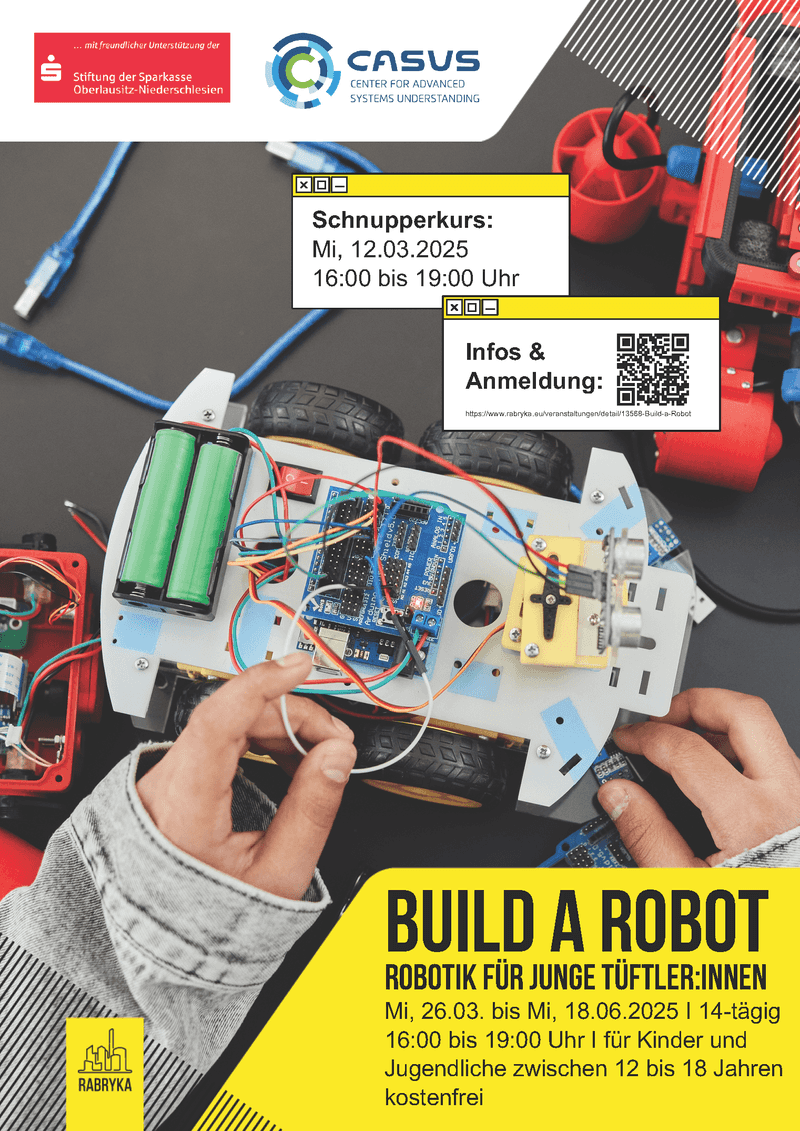 ... mit freundlicher Unterstützung der
Stiftung der Sparkasse
Oberlausitz-Niederschlesien
CASUS
CENTER FOR ADVANCED
SYSTEMS UNDERSTANDING
Schnupperkurs:
Mi, 12.03.2025
16:00 bis 19:00 Uhr
Infos &
Anmeldung:
https://www.rabryka.eu/veranstaltungen/detail/13568-Build-a-Robot
BUILD A ROBOT
ROBOTIK FÜR JUNGE TÜFTLER:INNEN
Mi, 26.03. bis Mi, 18.06.2025 I 14-tägig
16:00 bis 19:00 Uhr I für Kinder und
Jugendliche zwischen 12 bis 18 Jahren
kostenfrei
RABRYKA